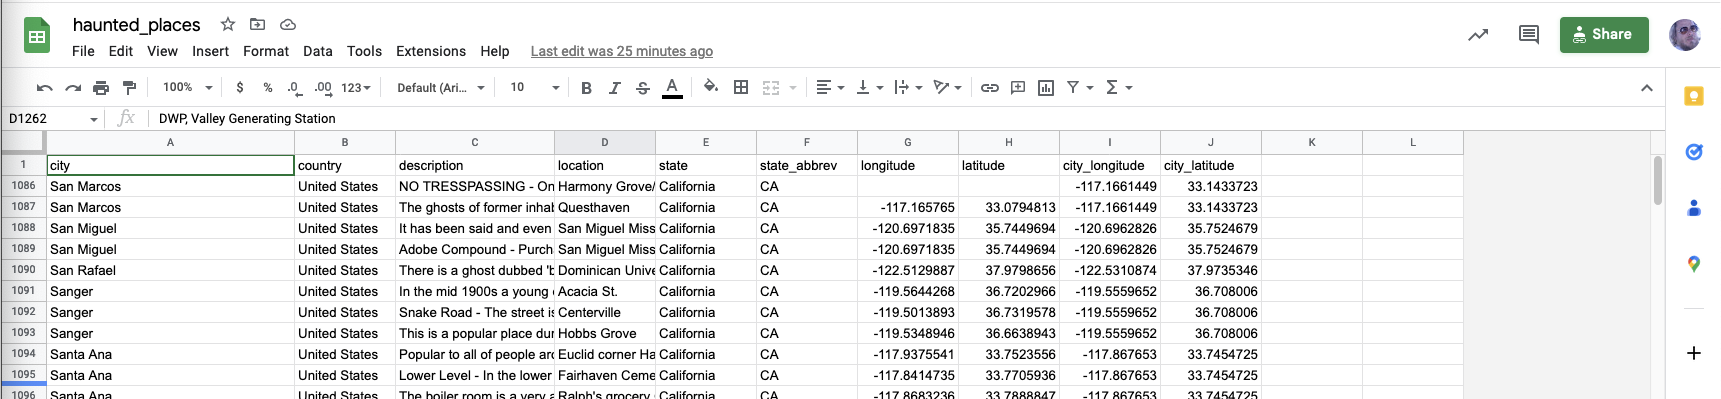 haunted_places
File Edit View Insert Format Data Tools Extensions Help Last edit was 25 minutes ago
Share
100% $ % .0 .00 123 Default (Ari... 10 B I S A
D1262 fx DWP, Valley Generating Station
A B C D E F G H I J K L
1 city country description location state state_abbrev longitude latitude city_longitude city_latitude
1086 San Marcos United States NO TRESSPASSING - On Harmony Grove/ California CA -117.1661449 33.1433723
1087 San Marcos United States The ghosts of former inhal Questhaven California CA -117.165765 33.0794813 -117.1661449 33.1433723
1088 San Miguel United States It has been said and even San Miguel Miss California CA -120.6971835 35.7449694 -120.6962826 35.7524679
1089 San Miguel United States Adobe Compound - Purch San Miguel Miss California CA -120.6971835 35.7449694 -120.6962826 35.7524679
1090 San Rafael United States There is a ghost dubbed 'b Dominican Unive California CA -122.5129887 37.9798656 -122.5310874 37.9735346
1091 Sanger United States In the mid 1900s a young Acacia St. California CA -119.5644268 36.7202966 -119.5559652 36.708006
1092 Sanger United States Snake Road - The street is Centerville California CA -119.5013893 36.7319578 -119.5559652 36.708006
1093 Sanger United States This is a popular place dur Hobbs Grove California CA -119.5348946 36.6638943 -119.5559652 36.708006
1094 Santa Ana United States Popular to all of people arc Euclid corner Ha California CA -117.9375541 33.7523556 -117.867653 33.7454725
1095 Santa Ana United States Lower Level - In the lower Fairhaven Ceme California CA -117.8414735 33.7705936 -117.867653 33.7454725
1096 Santa Ana United States The boiler room is a very Ralph's grocery California CA -117.8683236 33.7888847 -117.867653 33.7454725